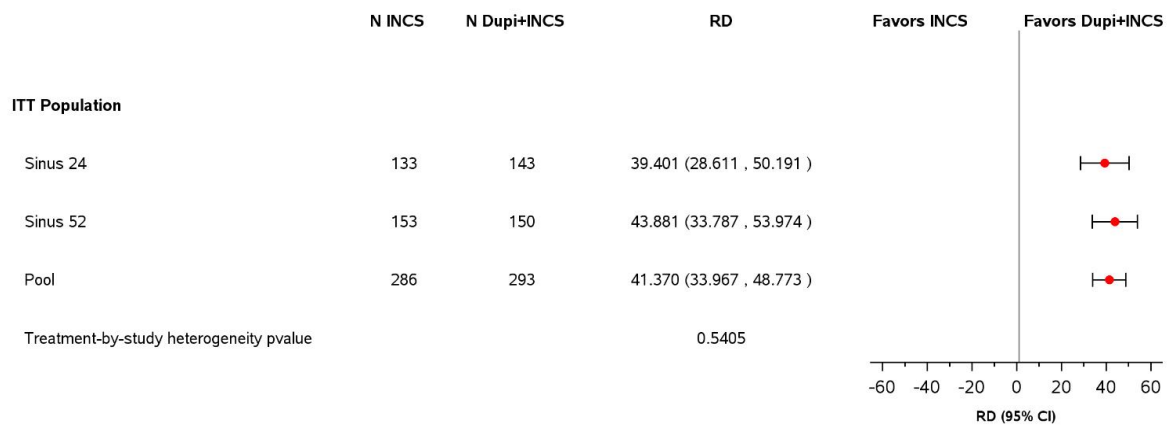 N INCS N Dupi+INCS RD Favors INCS Favors Dupi+INCS
ITT Population
Sinus 24 133 143 39.401 (28.611 , 50.191 )
Sinus 52 153 150 43.881 (33.787 , 53.974 )
Pool 286 293 41.370 (33.967 , 48.773 )
Treatment-by-study heterogeneity pvalue 0.5405
-60 -40 -20 0 20 40 60
RD (95% CI)